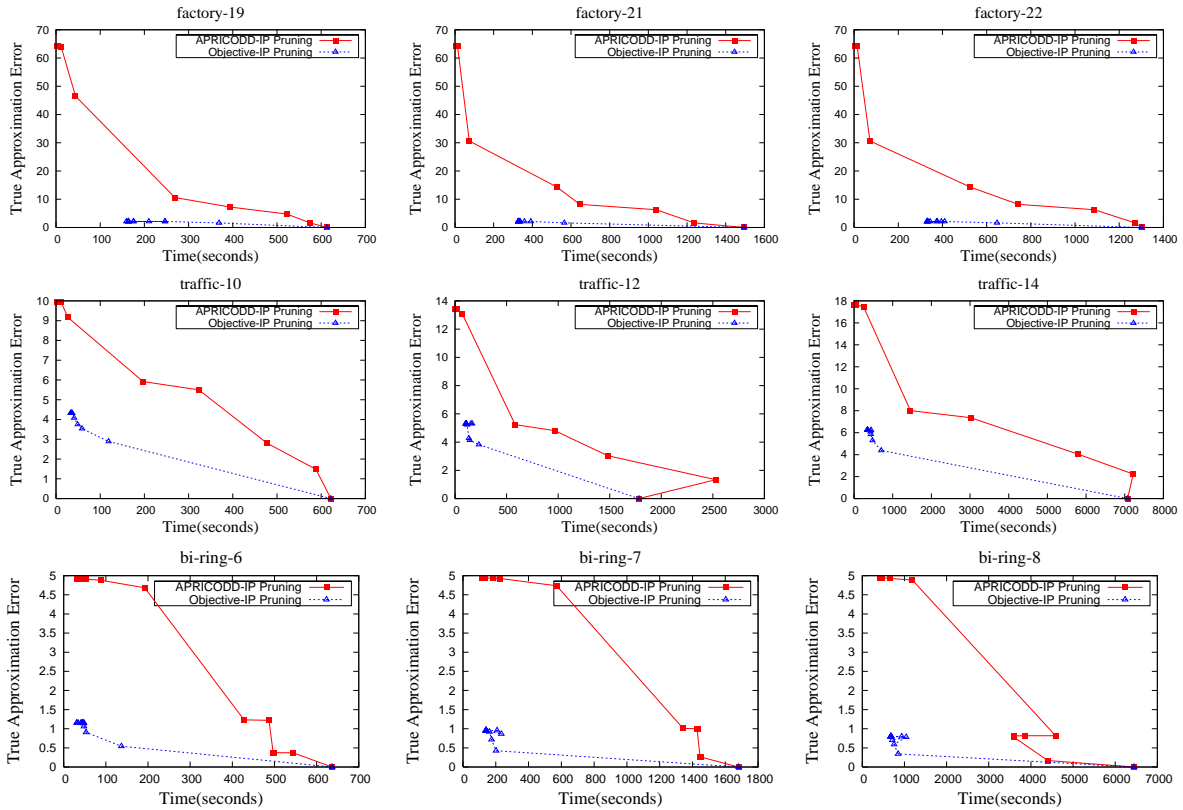 factory-19
True Approximation Error
70
60
50
40
30
20
10
0
0 100 200 300 400 500 600 700
Time(seconds)
APRICODD-IP Pruning
Objective-IP Pruning
factory-21
True Approximation Error
70
60
50
40
30
20
10
0
0 200 400 600 800 1000 1200 1400 1600
Time(seconds)
APRICODD-IP Pruning
Objective-IP Pruning
factory-22
True Approximation Error
70
60
50
40
30
20
10
0
0 200 400 600 800 1000 1200 1400
Time(seconds)
APRICODD-IP Pruning
Objective-IP Pruning
traffic-10
True Approximation Error
10
9
8
7
6
5
4
3
2
1
0
0 100 200 300 400 500 600 700
Time(seconds)
APRICODD-IP Pruning
Objective-IP Pruning
traffic-12
True Approximation Error
14
12
10
8
6
4
2
0
0 500 1000 1500 2000 2500 3000
Time(seconds)
APRICODD-IP Pruning
Objective-IP Pruning
traffic-14
True Approximation Error
18
16
14
12
10
8
6
4
2
0
0 1000 2000 3000 4000 5000 6000 7000 8000
Time(seconds)
APRICODD-IP Pruning
Objective-IP Pruning
bi-ring-6
True Approximation Error
5
4.5
4
3.5
3
2.5
2
1.5
1
0.5
0
0 100 200 300 400 500 600 700
Time(seconds)
APRICODD-IP Pruning
Objective-IP Pruning
bi-ring-7
True Approximation Error
5
4.5
4
3.5
3
2.5
2
1.5
1
0.5
0
0 200 400 600 800 1000 1200 1400 1600 1800
Time(seconds)
APRICODD-IP Pruning
Objective-IP Pruning
bi-ring-8
True Approximation Error
5
4.5
4
3.5
3
2.5
2
1.5
1
0.5
0
0 1000 2000 3000 4000 5000 6000 7000
Time(seconds)
APRICODD-IP Pruning
Objective-IP Pruning